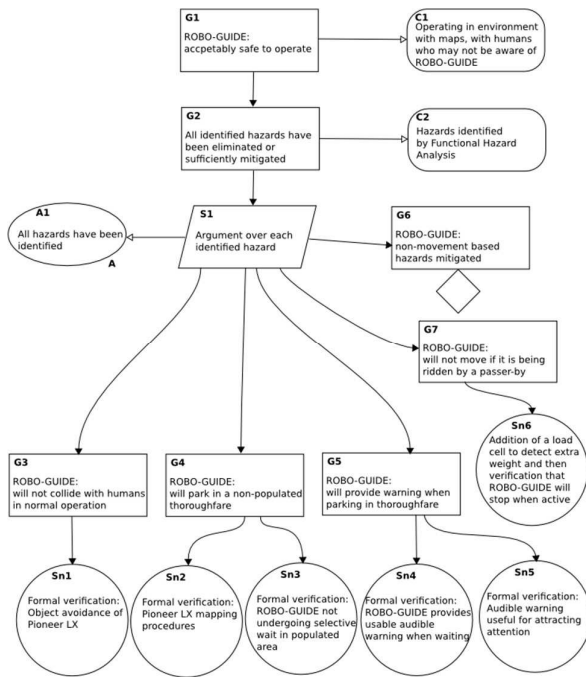 G1
ROBO-GUIDE:
accpetably safe to operate
C1
Operating in environment
with maps, with humans
who may not be aware of
ROBO-GUIDE
G2
All identified hazards have
been eliminated or
sufficiently mitigated
C2
Hazards identified
by Functional Hazard
Analysis
A1
All hazards have been
identified
A
S1
Argument over each
identified hazard
G6
ROBO-GUIDE:
non-movement based
hazards mitigated
G7
ROBO-GUIDE:
will not move if it is being
ridden by a passer-by
Sn6
Addition of a load
cell to detect extra
weight and then
verification that
ROBO-GUIDE will
stop when active
G3
ROBO-GUIDE:
will not collide with humans
in normal operation
G4
ROBO-GUIDE:
will park in a non-populated
thoroughfare
G5
ROBO-GUIDE:
will provide warning when
parking in thoroughfare
Sn1
Formal verification:
Object avoidance of
Pioneer LX
Sn2
Formal verification:
Pioneer LX mapping
procedures
Sn3
Formal verification:
ROBO-GUIDE not
undergoing selective
wait in populated
area
Sn4
Formal verification:
ROBO-GUIDE provides
usable audible
warning when waiting
Sn5
Formal verification:
Audible warning
useful for attracting
attention